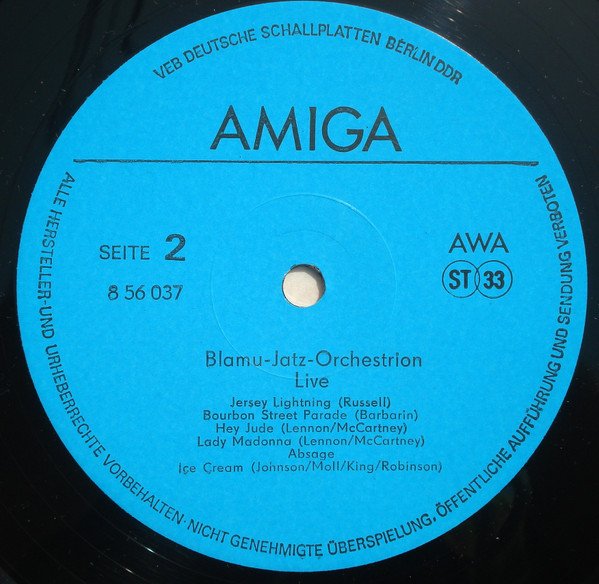 VEB DEUTSCHE SCHALLPLATTEN BERLIN DDR
AMIGA
SEITE 2
8 56 037
AWA
ST 33
Blamu-Jatz-Orchestrion
Live
Jersey Lightning (Russell)
Bourbon Street Parade (Barbarin)
Hey Jude (Lennon/McCartney)
Lady Madonna (Lennon/McCartney)
Absage
Içe Çream (Johnson/Moll/King/Robinson)
ALLE HERSTELLER-UND URHEBERRECHTE VORBEHALTEN·NICHT GENEHMIGTE ÜBERSPIELUNG, ÖFFENTLICHE AUFFÜHRUNG UND SENDUNG VERBOTEN